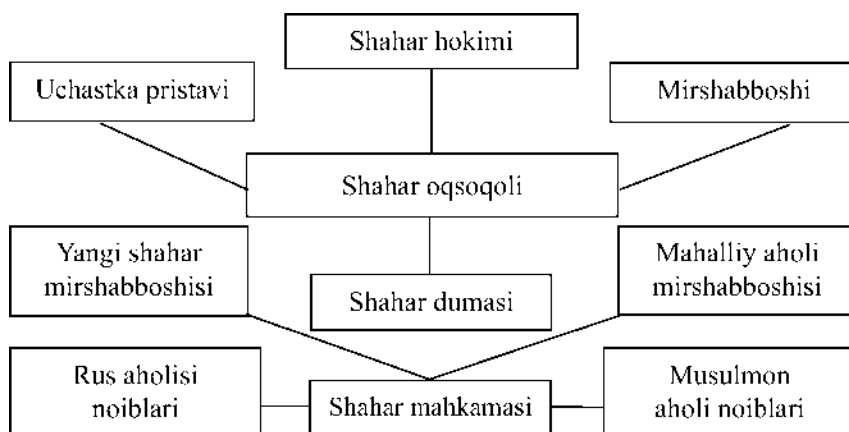 Shahar hokimi
Uchastka pristavi
Mirshabboshi
Shahar oqsoqoli
Yangi shahar
mirshabboshisi
Mahalliy aholi
mirshabboshisi
Shahar dumasi
Rus aholisi
noiblari
Shahar mahkamasi
Musulmon
aholi noiblari